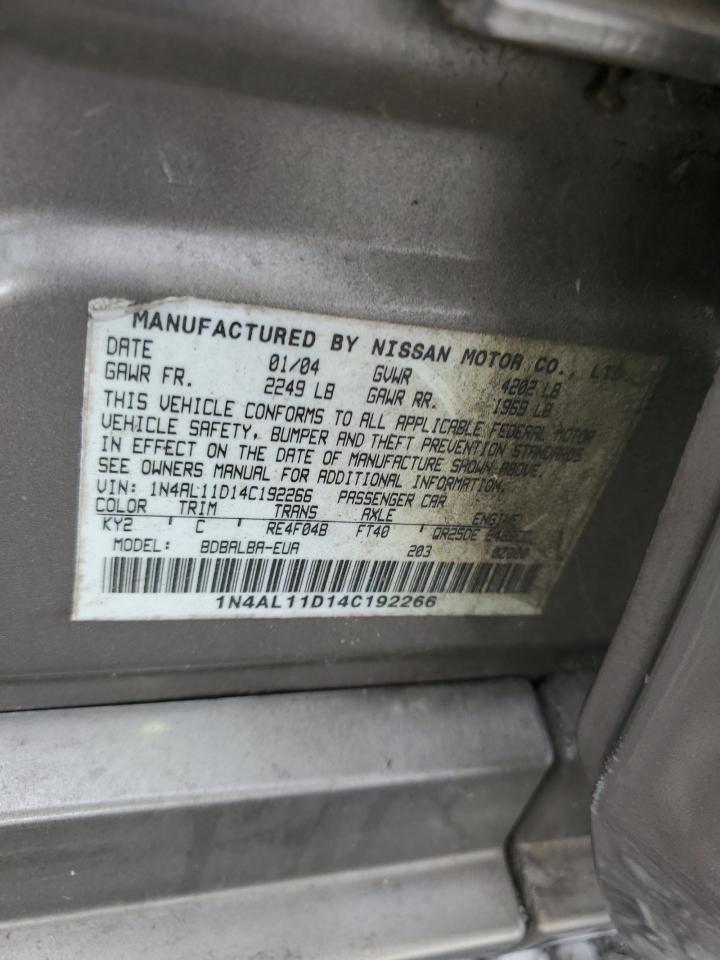 MANUFACTURED BY NISSAN MOTOR CO., LTD
DATE 01/04 GVWR 4202 LB
GAWR FR. 2249 LB GAWR RR. 1969 LB
THIS VEHICLE CONFORMS TO ALL APPLICABLE FEDERAL MOTOR
VEHICLE SAFETY, BUMPER AND THEFT PREVENTION STANDARDS
IN EFFECT ON THE DATE OF MANUFACTURE SHOWN ABOVE.
SEE OWNERS MANUAL FOR ADDITIONAL INFORMATION.
VIN: 1N4AL11D14C192266 PASSENGER CAR
COLOR TRIM TRANS AXLE ENGINE
KY2 C RE4F04B FT40 QR25DE
MODEL: BDBALBA-EUA 203
1N4AL11D14C192266